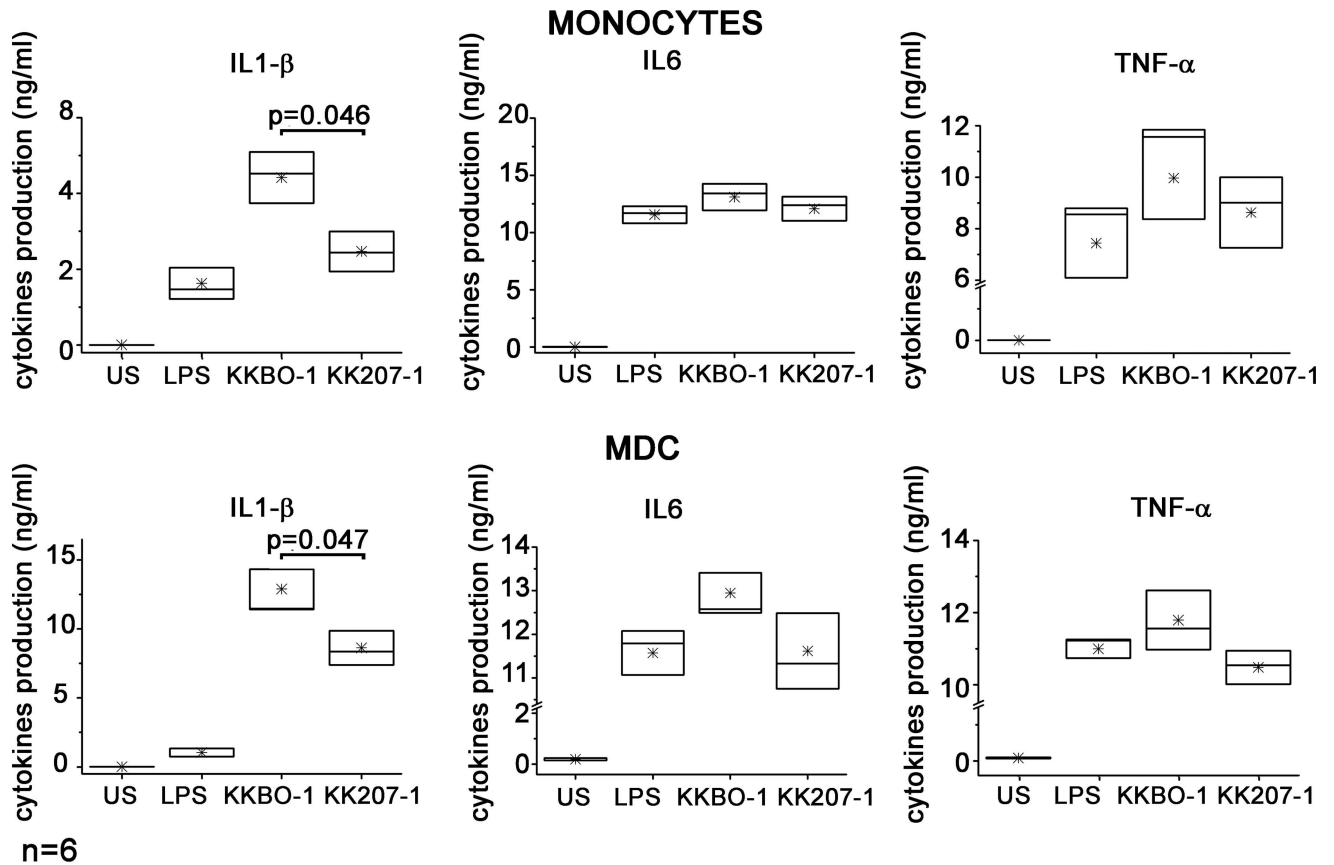 MONOCYTES
IL1-β
cytokines production (ng/ml)
8
4
2
0
p=0.046
US LPS KKBO-1 KK207-1
IL6
cytokines production (ng/ml)
20
15
10
5
0
US LPS KKBO-1 KK207-1
TNF-α
cytokines production (ng/ml)
12
10
8
6
0
US LPS KKBO-1 KK207-1
MDC
IL1-β
cytokines production (ng/ml)
15
10
5
0
p=0.047
US LPS KKBO-1 KK207-1
IL6
cytokines production (ng/ml)
14
13
12
11
2
0
US LPS KKBO-1 KK207-1
TNF-α
cytokines production (ng/ml)
14
12
10
0
US LPS KKBO-1 KK207-1
n=6